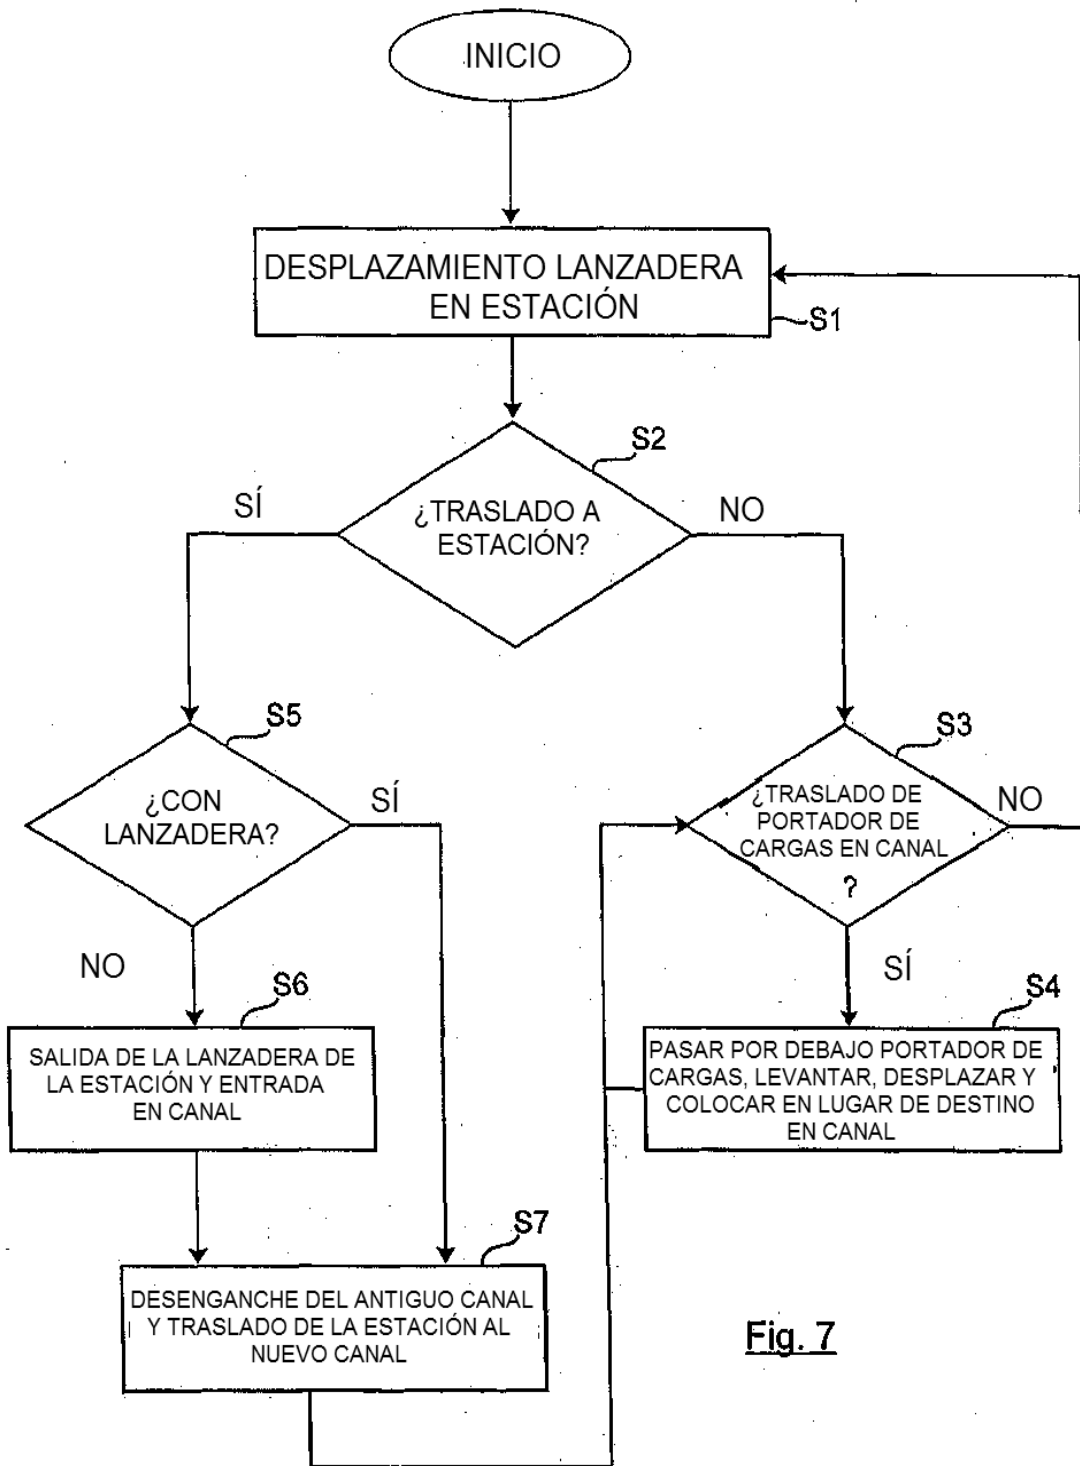 INICIO
DESPLAZAMIENTO LANZADERA
EN ESTACIÓN
S1
S2
SÍ
¿TRASLADO A
ESTACIÓN?
NO
S5
¿CON
LANZADERA?
SÍ
NO
S3
¿TRASLADO DE
PORTADOR DE
CARGAS EN CANAL
?
NO
SÍ
S6
SALIDA DE LA LANZADERA DE
LA ESTACIÓN Y ENTRADA
EN CANAL
S4
PASAR POR DEBAJO PORTADOR DE
CARGAS, LEVANTAR, DESPLAZAR Y
COLOCAR EN LUGAR DE DESTINO
EN CANAL
S7
DESENGANCHE DEL ANTIGUO CANAL
Y TRASLADO DE LA ESTACIÓN AL
NUEVO CANAL
Fig. 7